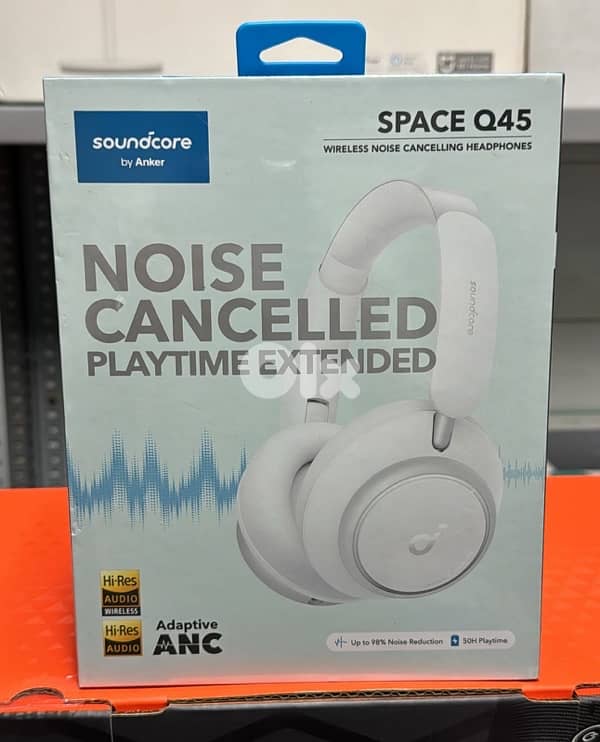 soundcore
by Anker
SPACE Q45
WIRELESS NOISE CANCELLING HEADPHONES
NOISE
CANCELLED
PLAYTIME EXTENDED
soundcore
olx
Hi-Res
AUDIO
WIRELESS
Hi-Res
AUDIO
Adaptive
ANC
Up to 98% Noise Reduction
50H Playtime